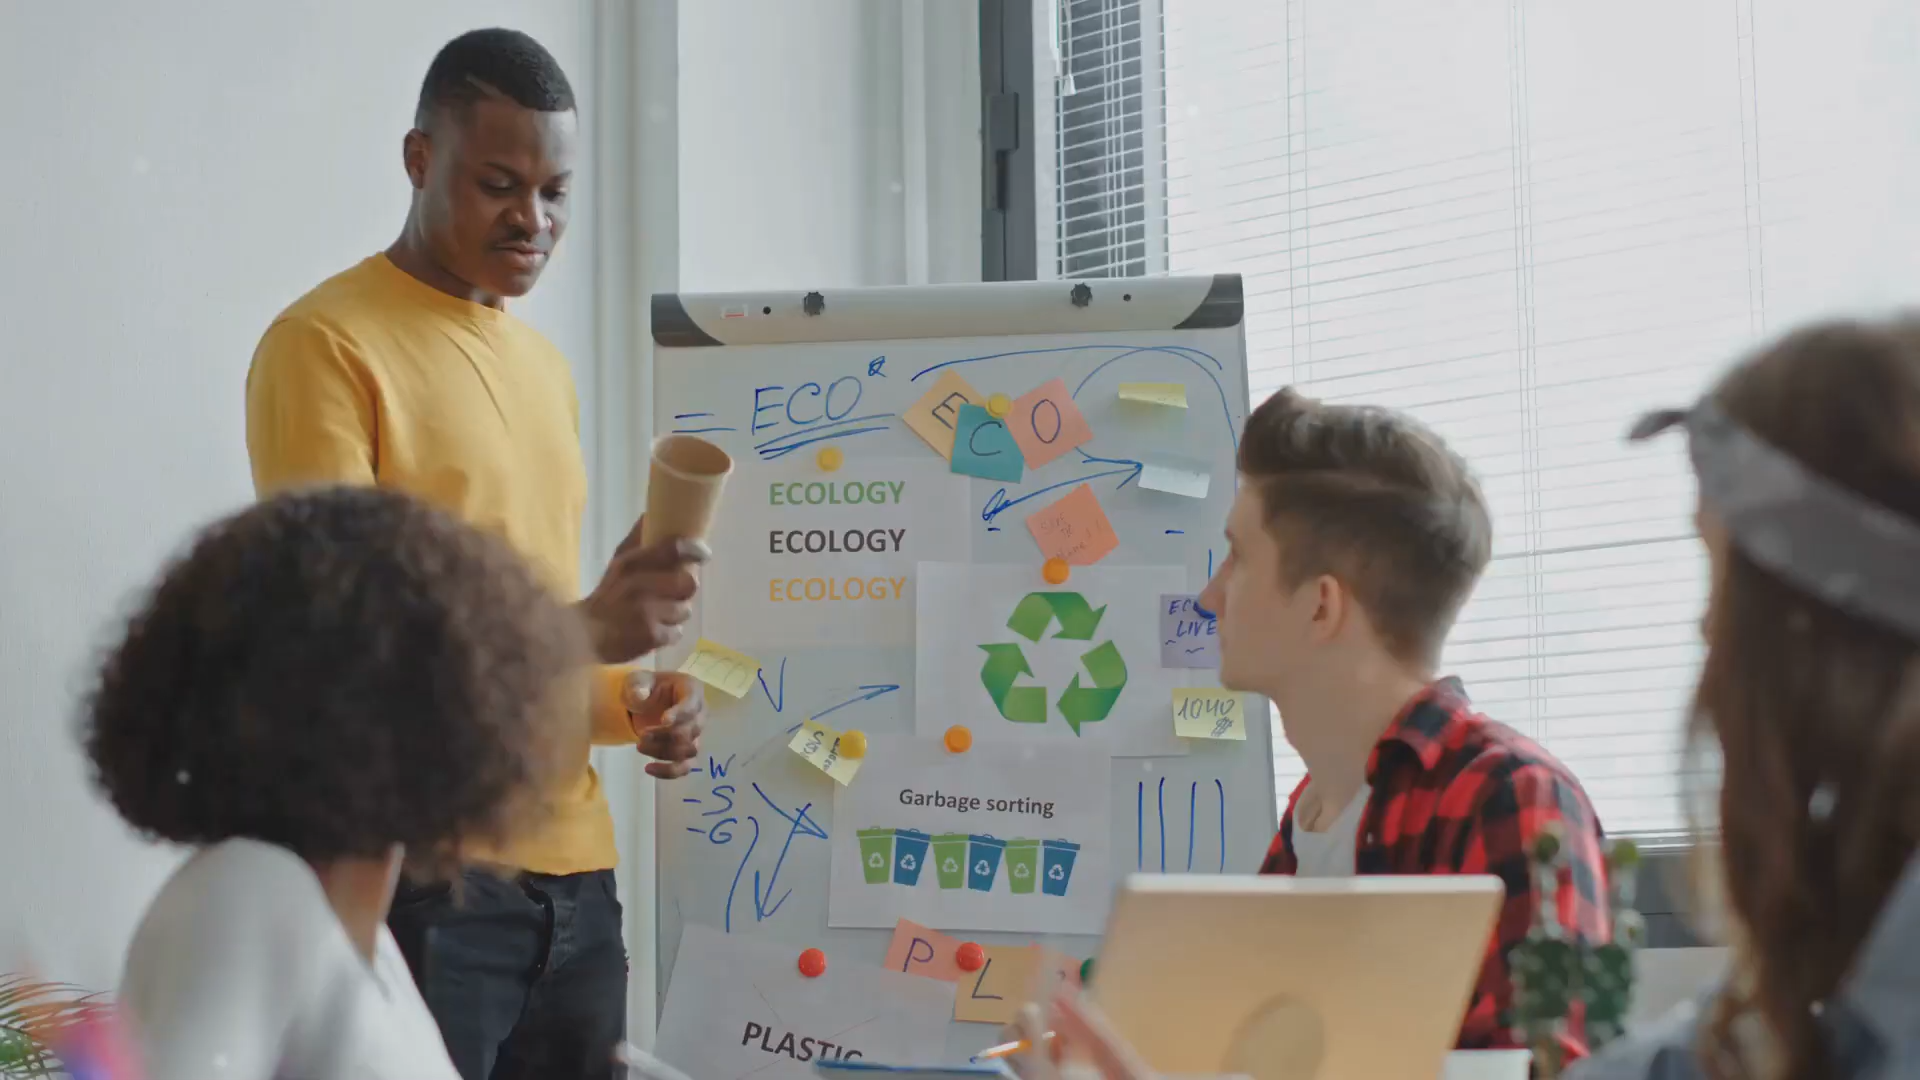 = ECO
E
C
O
ECOLOGY
ECOLOGY
ECOLOGY
ECO
LIVE
1040
V
-W
-S
-G
Garbage sorting
P
L
PLASTIC